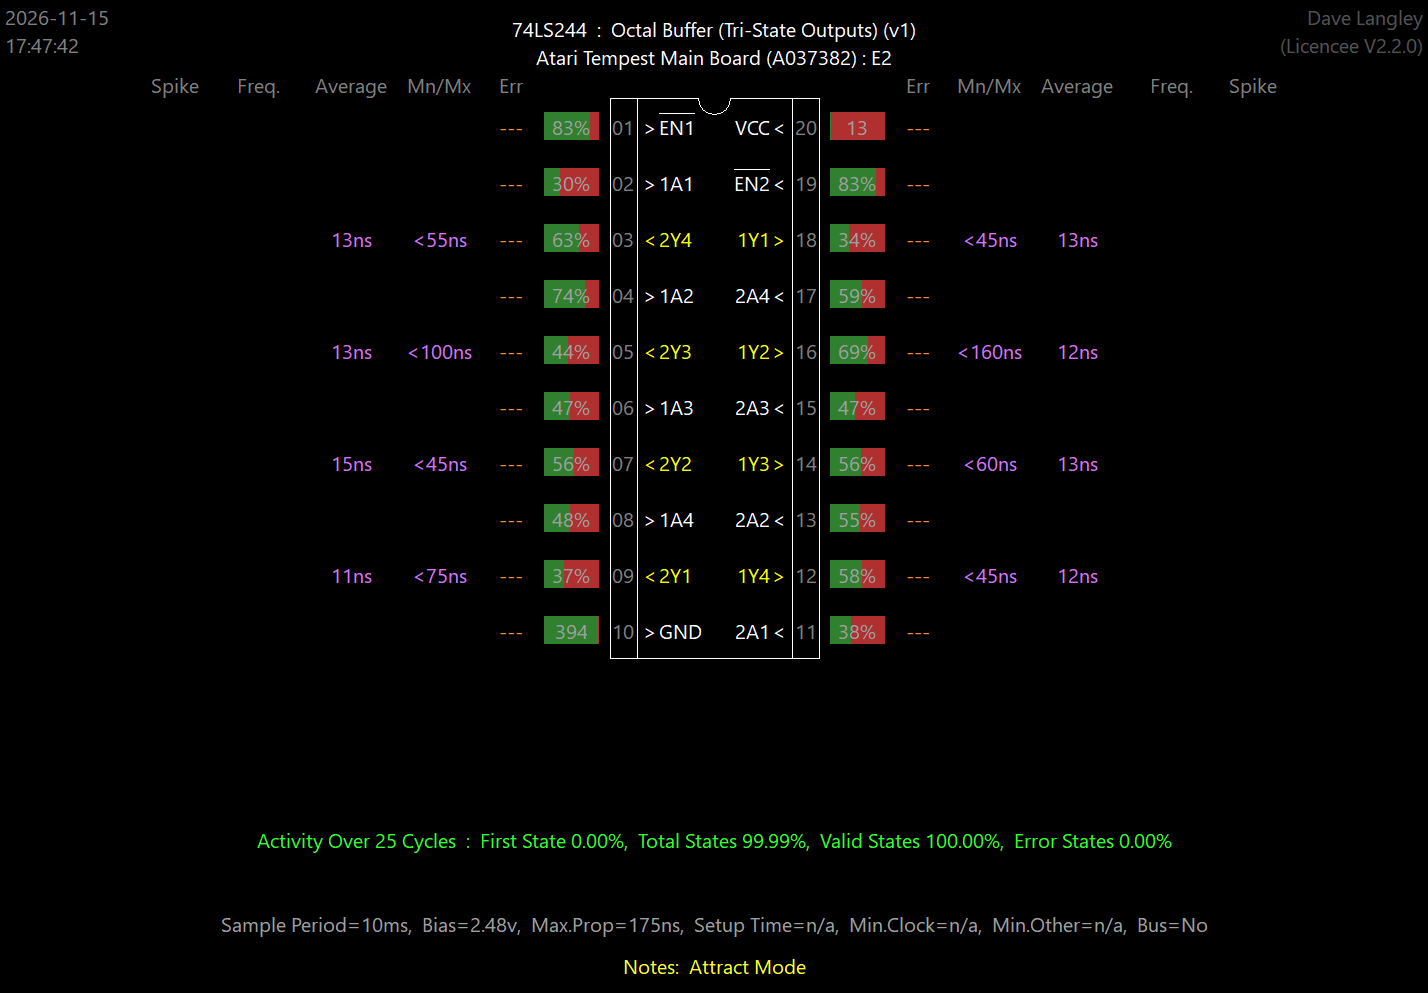 2026-11-15
17:47:42
74LS244 : Octal Buffer (Tri-State Outputs) (v1)
Atari Tempest Main Board (A037382) : E2
Dave Langley
(Licencee V2.2.0)
Spike Freq. Average Mn/Mx Err Err Mn/Mx Average Freq. Spike
--- 83% 01 > EN1 VCC < 20 13 ---
--- 30% 02 > 1A1 EN2 < 19 83% ---
13ns <55ns --- 63% 03 < 2Y4 1Y1 > 18 34% --- <45ns 13ns
--- 74% 04 > 1A2 2A4 < 17 59% ---
13ns <100ns --- 44% 05 < 2Y3 1Y2 > 16 69% --- <160ns 12ns
--- 47% 06 > 1A3 2A3 < 15 47% ---
15ns <45ns --- 56% 07 < 2Y2 1Y3 > 14 56% --- <60ns 13ns
--- 48% 08 > 1A4 2A2 < 13 55% ---
11ns <75ns --- 37% 09 < 2Y1 1Y4 > 12 58% --- <45ns 12ns
--- 394 10 > GND 2A1 < 11 38% ---
Activity Over 25 Cycles : First State 0.00%, Total States 99.99%, Valid States 100.00%, Error States 0.00%
Sample Period=10ms, Bias=2.48v, Max.Prop=175ns, Setup Time=n/a, Min.Clock=n/a, Min.Other=n/a, Bus=No
Notes: Attract Mode